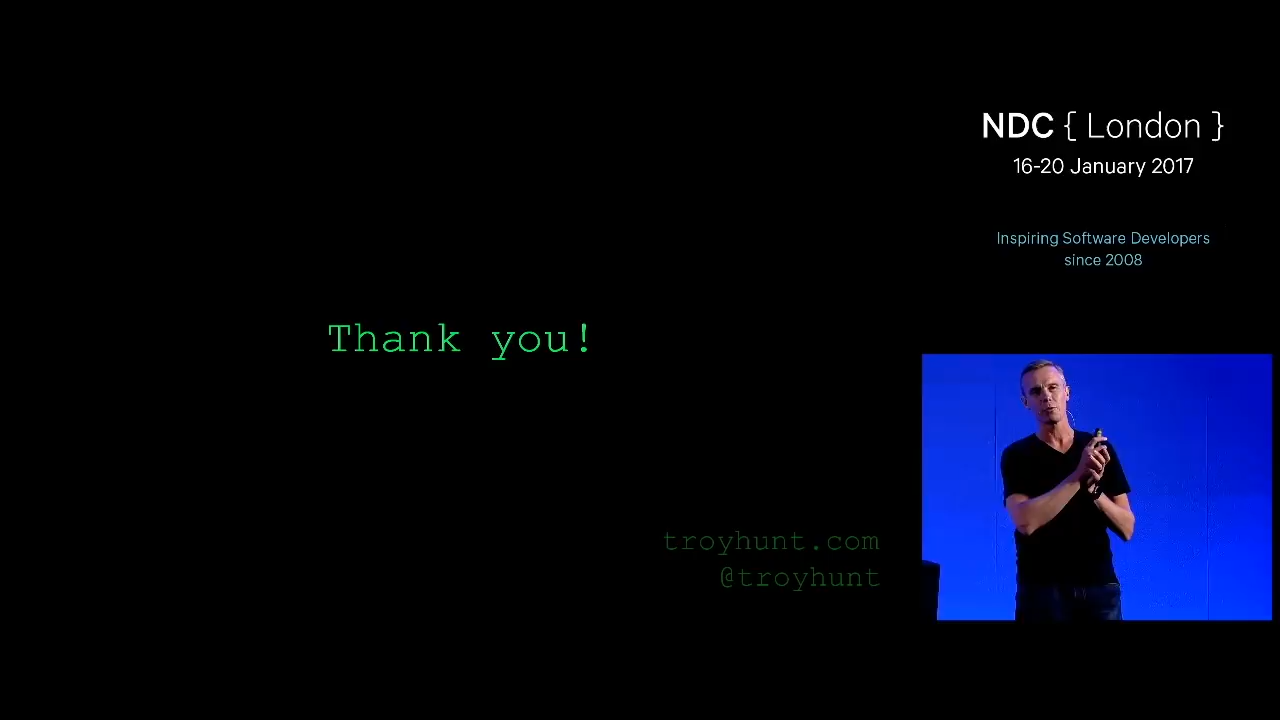 NDC { London }
16-20 January 2017
Inspiring Software Developers
since 2008
Thank you!
troyhunt.com
@troyhunt